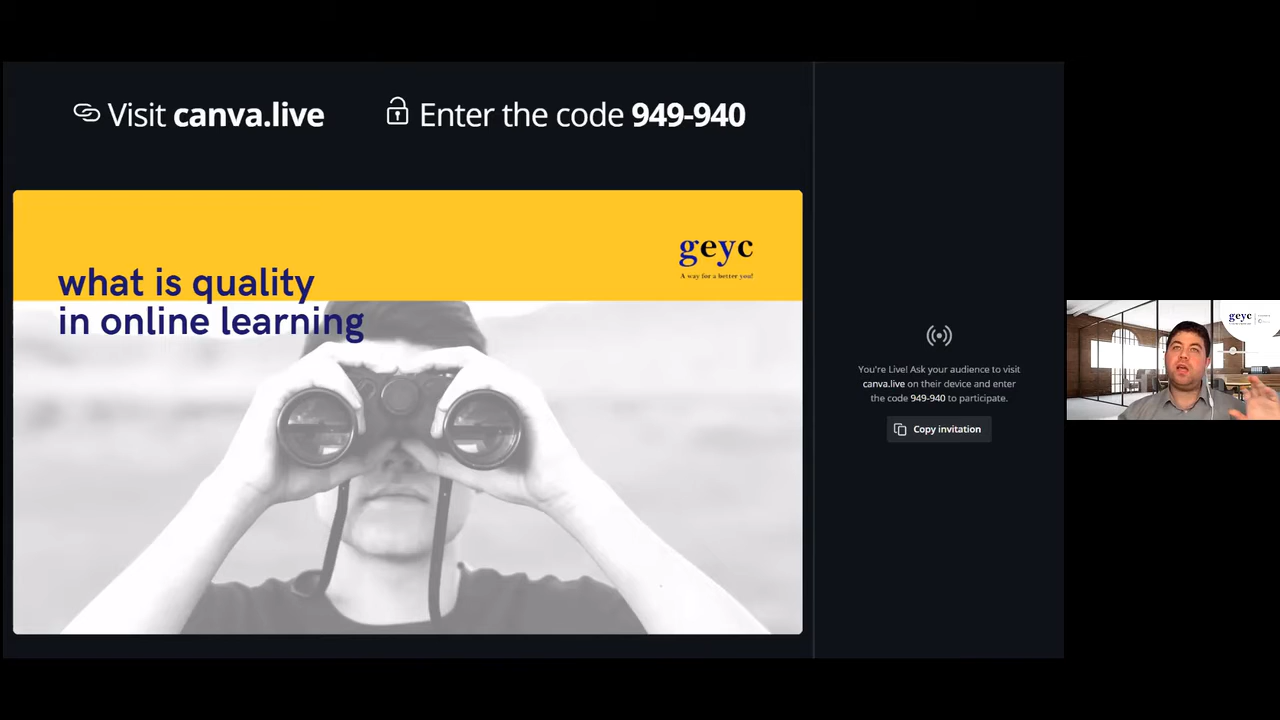 Visit canva.live
Enter the code 949-940
geyc
A way for a better you!
what is quality
in online learning
You're Live! Ask your audience to visit
canva.live on their device and enter
the code 949-940 to participate.
Copy invitation
geyc